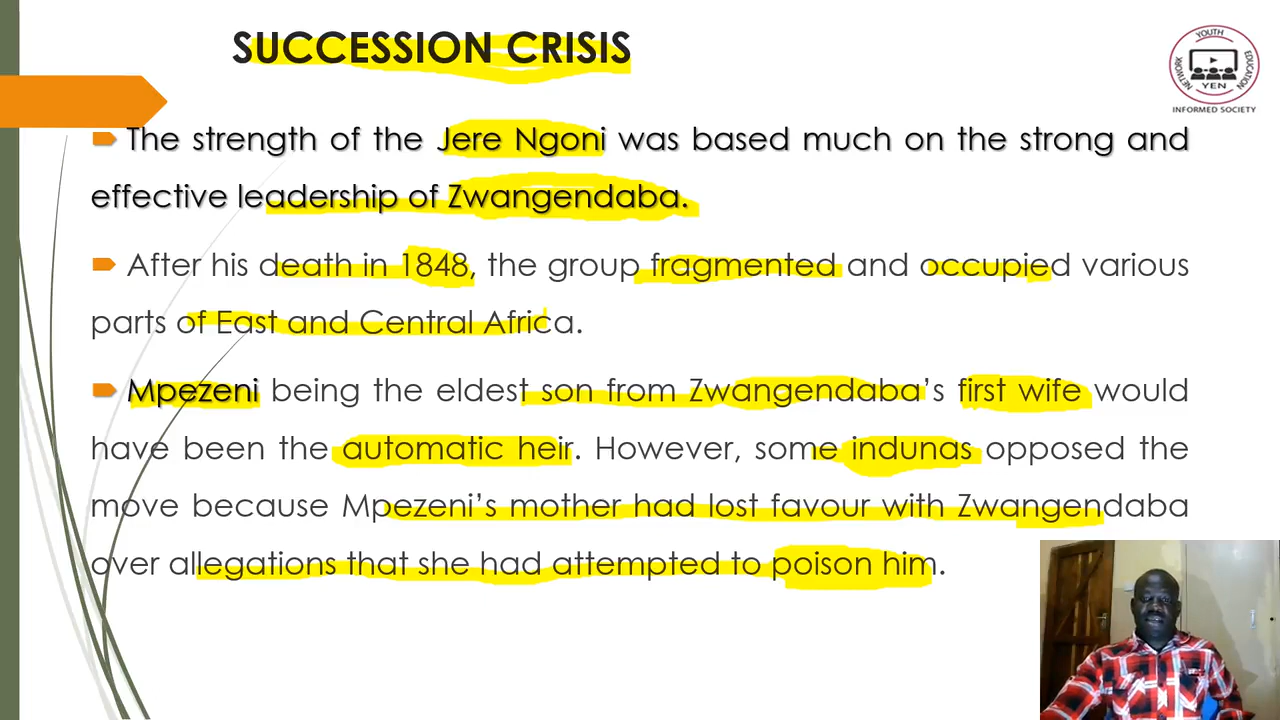 SUCCESSION CRISIS
YOUTH
EDUCATION
NETWORK
YEN
INFORMED SOCIETY
The strength of the Jere Ngoni was based much on the strong and
effective leadership of Zwangendaba.
After his death in 1848, the group fragmented and occupied various
parts of East and Central Africa.
Mpezeni being the eldest son from Zwangendaba's first wife would
have been the automatic heir. However, some indunas opposed the
move because Mpezeni's mother had lost favour with Zwangendaba
over allegations that she had attempted to poison him.